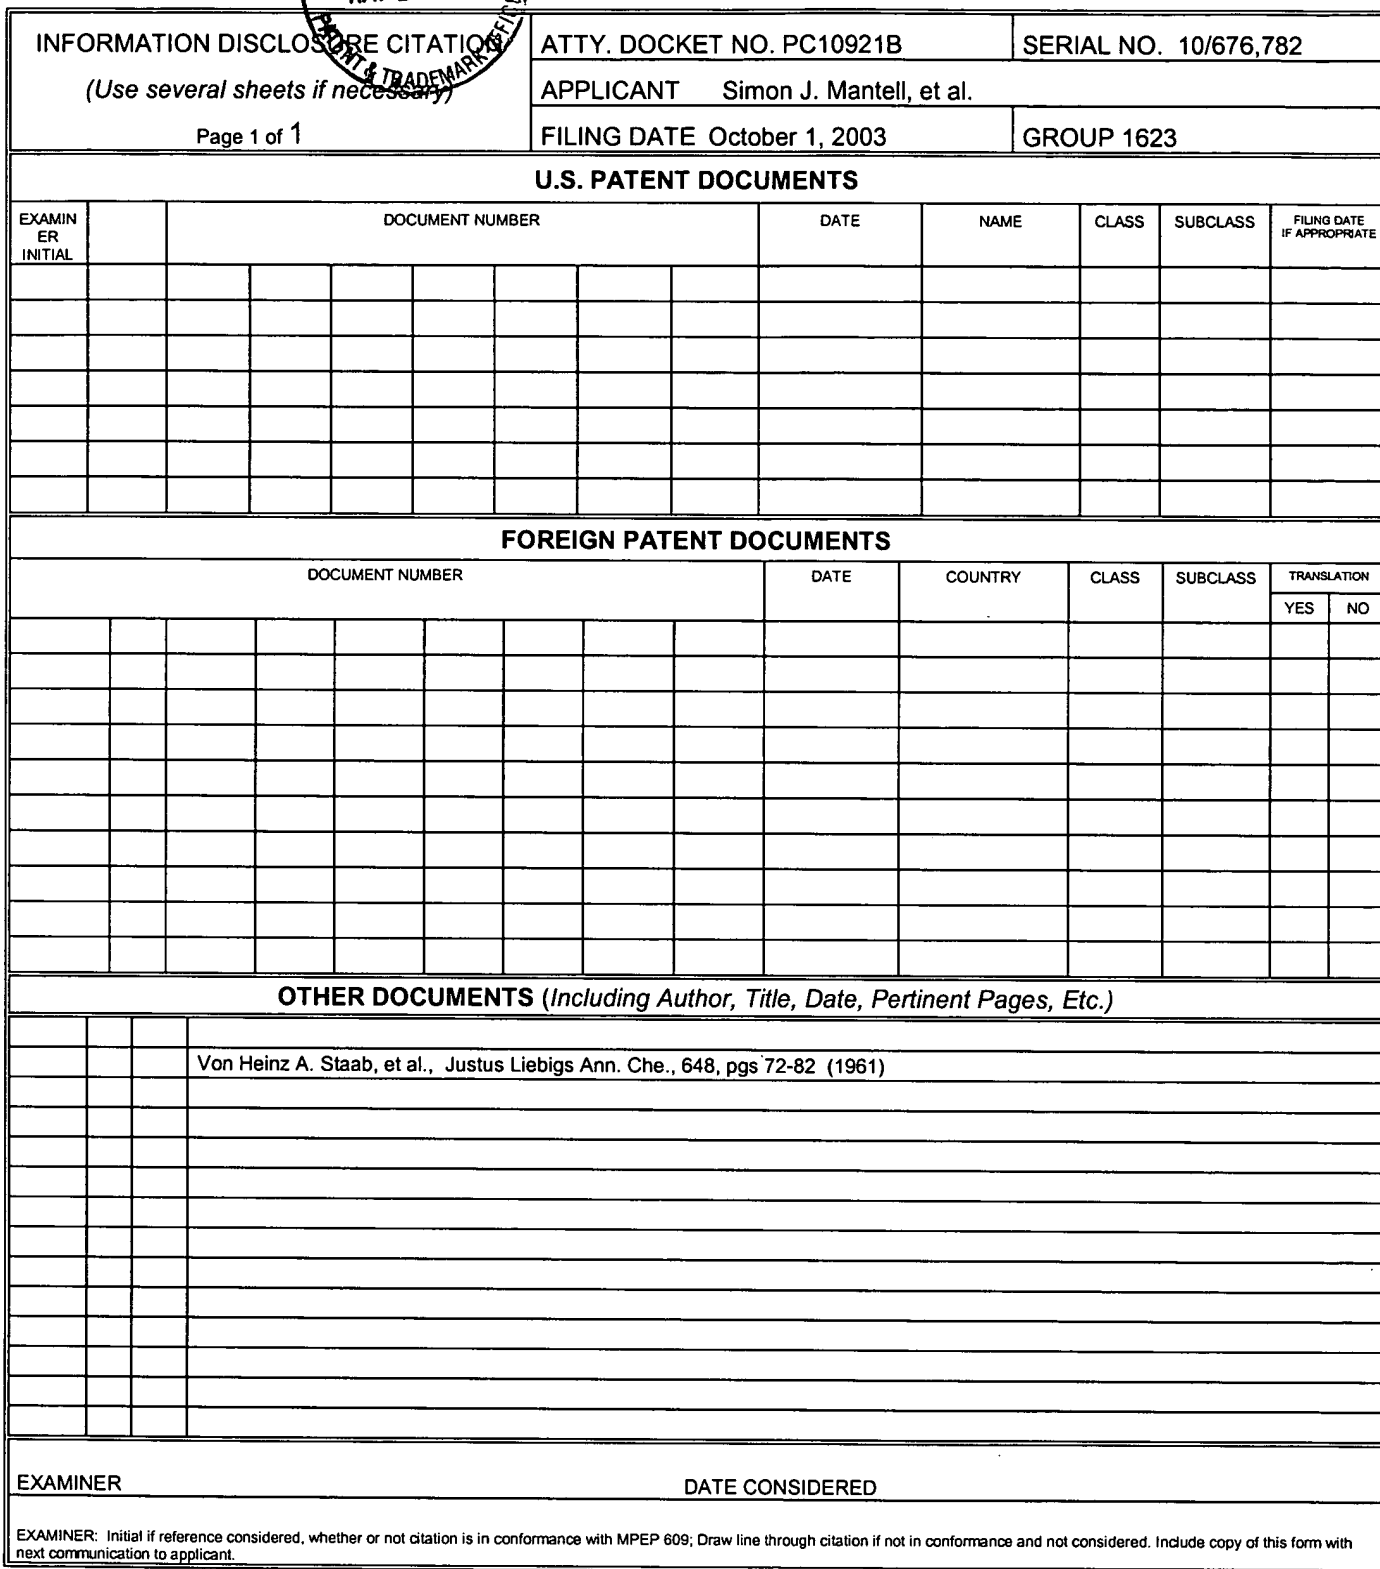 INFORMATION DISCLOSURE CITATION
(Use several sheets if necessary)
Page 1 of 1
PATENT & TRADEMARK OFFICE
ATTY. DOCKET NO. PC10921B
SERIAL NO. 10/676,782
APPLICANT Simon J. Mantell, et al.
FILING DATE October 1, 2003
GROUP 1623
U.S. PATENT DOCUMENTS
EXAMIN
ER
INITIAL
DOCUMENT NUMBER
DATE
NAME
CLASS
SUBCLASS
FILING DATE
IF APPROPRIATE
FOREIGN PATENT DOCUMENTS
DOCUMENT NUMBER
DATE
COUNTRY
CLASS
SUBCLASS
TRANSLATION
YES
NO
OTHER DOCUMENTS (Including Author, Title, Date, Pertinent Pages, Etc.)
Von Heinz A. Staab, et al., Justus Liebigs Ann. Che., 648, pgs 72-82 (1961)
EXAMINER
DATE CONSIDERED
EXAMINER: Initial if reference considered, whether or not citation is in conformance with MPEP 609; Draw line through citation if not in conformance and not considered. Include copy of this form with
next communication to applicant.